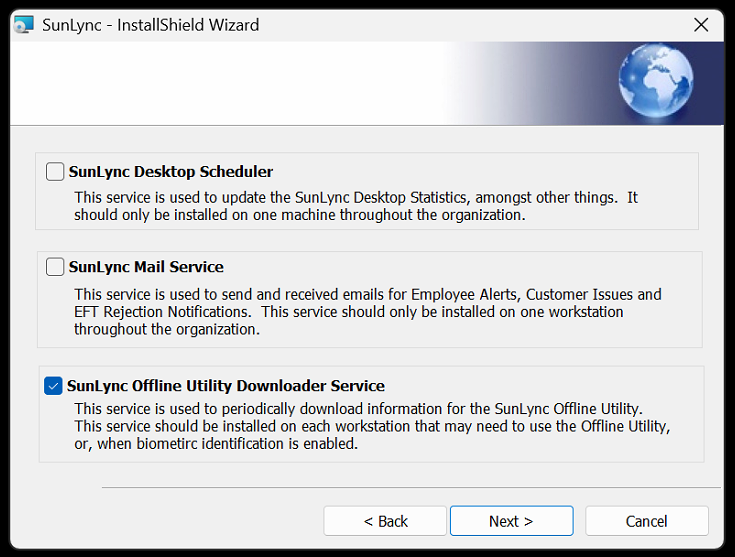 SunLync - InstallShield Wizard
SunLync Desktop Scheduler
This service is used to update the SunLync Desktop Statistics, amongst other things.  It
should only be installed on one machine throughout the organization.
SunLync Mail Service
This service is used to send and received emails for Employee Alerts, Customer Issues and
EFT Rejection Notifications.  This service should only be installed on one workstation
throughout the organization.
SunLync Offline Utility Downloader Service
This service is used to periodically download information for the SunLync Offline Utility.
This service should be installed on each workstation that may need to use the Offline Utility,
or, when biometirc identification is enabled.
< Back
Next >
Cancel